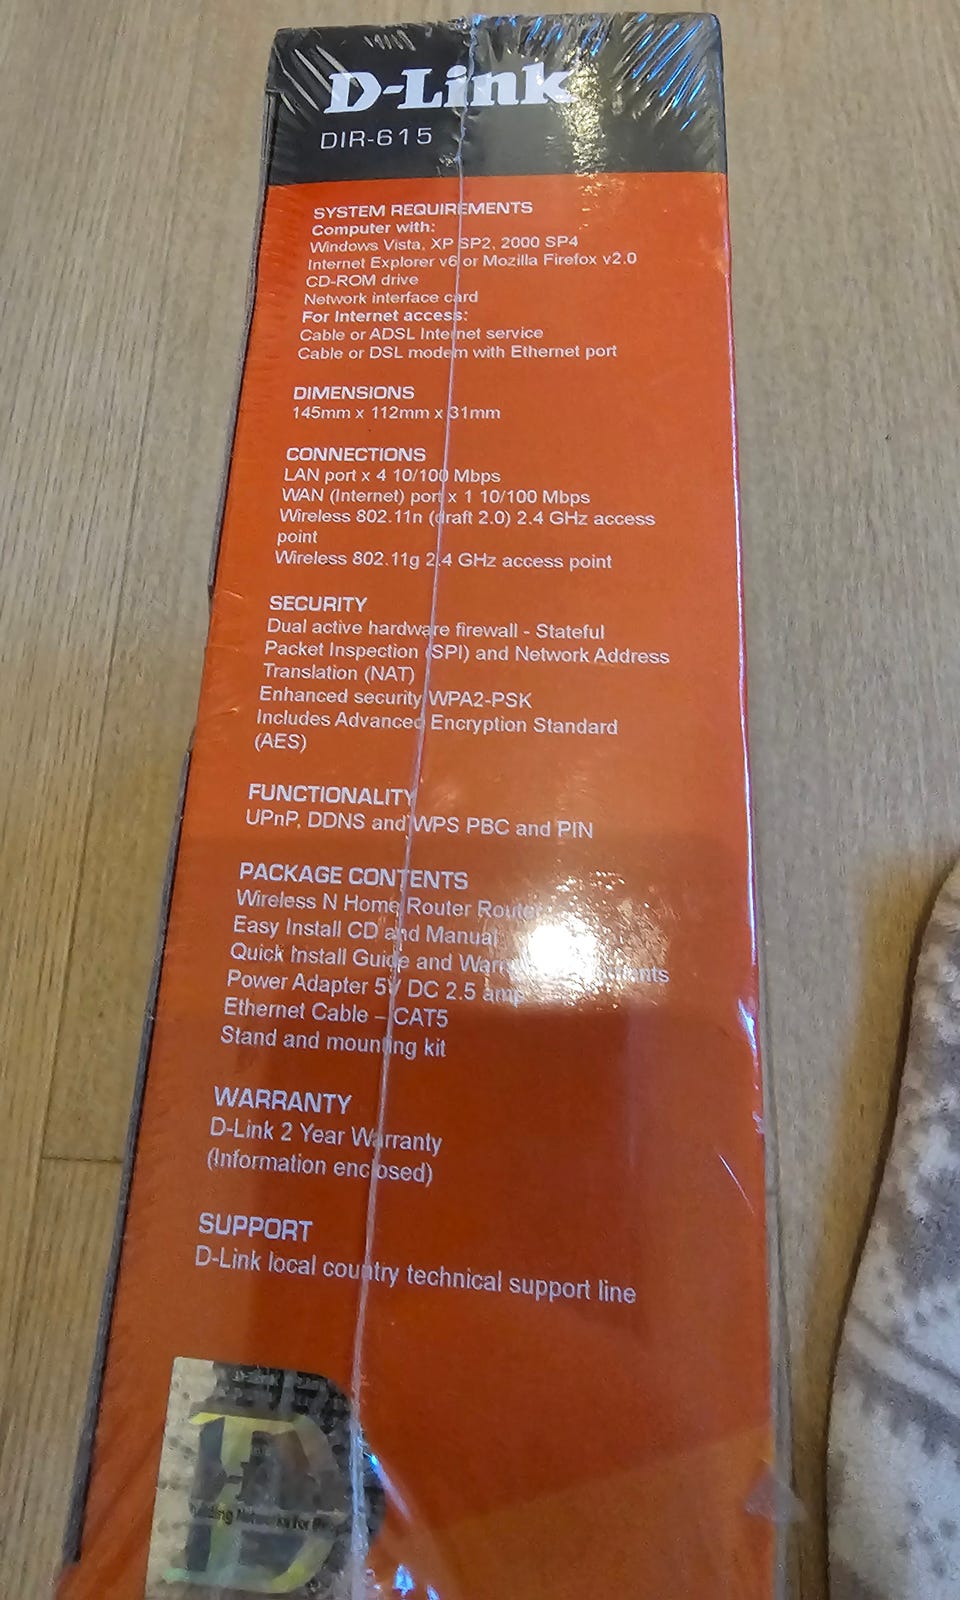 D-Link
DIR-615
SYSTEM REQUIREMENTS
Computer with:
Windows Vista, XP SP2, 2000 SP4
Internet Explorer v6 or Mozilla Firefox v2.0
CD-ROM drive
Network interface card
For Internet access:
Cable or ADSL Internet service
Cable or DSL modem with Ethernet port
DIMENSIONS
145mm x 112mm x 31mm
CONNECTIONS
LAN port x 4 10/100 Mbps
WAN (Internet) port x 1 10/100 Mbps
Wireless 802.11n (draft 2.0) 2.4 GHz access
point
Wireless 802.11g 2.4 GHz access point
SECURITY
Dual active hardware firewall - Stateful
Packet Inspection (SPI) and Network Address
Translation (NAT)
Enhanced security WPA2-PSK
Includes Advanced Encryption Standard
(AES)
FUNCTIONALITY
UPnP, DDNS and WPS PBC and PIN
PACKAGE CONTENTS
Wireless N Home Router Router
Easy Install CD and Manual
Quick Install Guide and
Power Adapter 5V DC 2.5 amp
Ethernet Cable – CAT5
Stand and mounting kit
WARRANTY
D-Link 2 Year Warranty
(Information enclosed)
SUPPORT
D-Link local country technical support line
Networks for